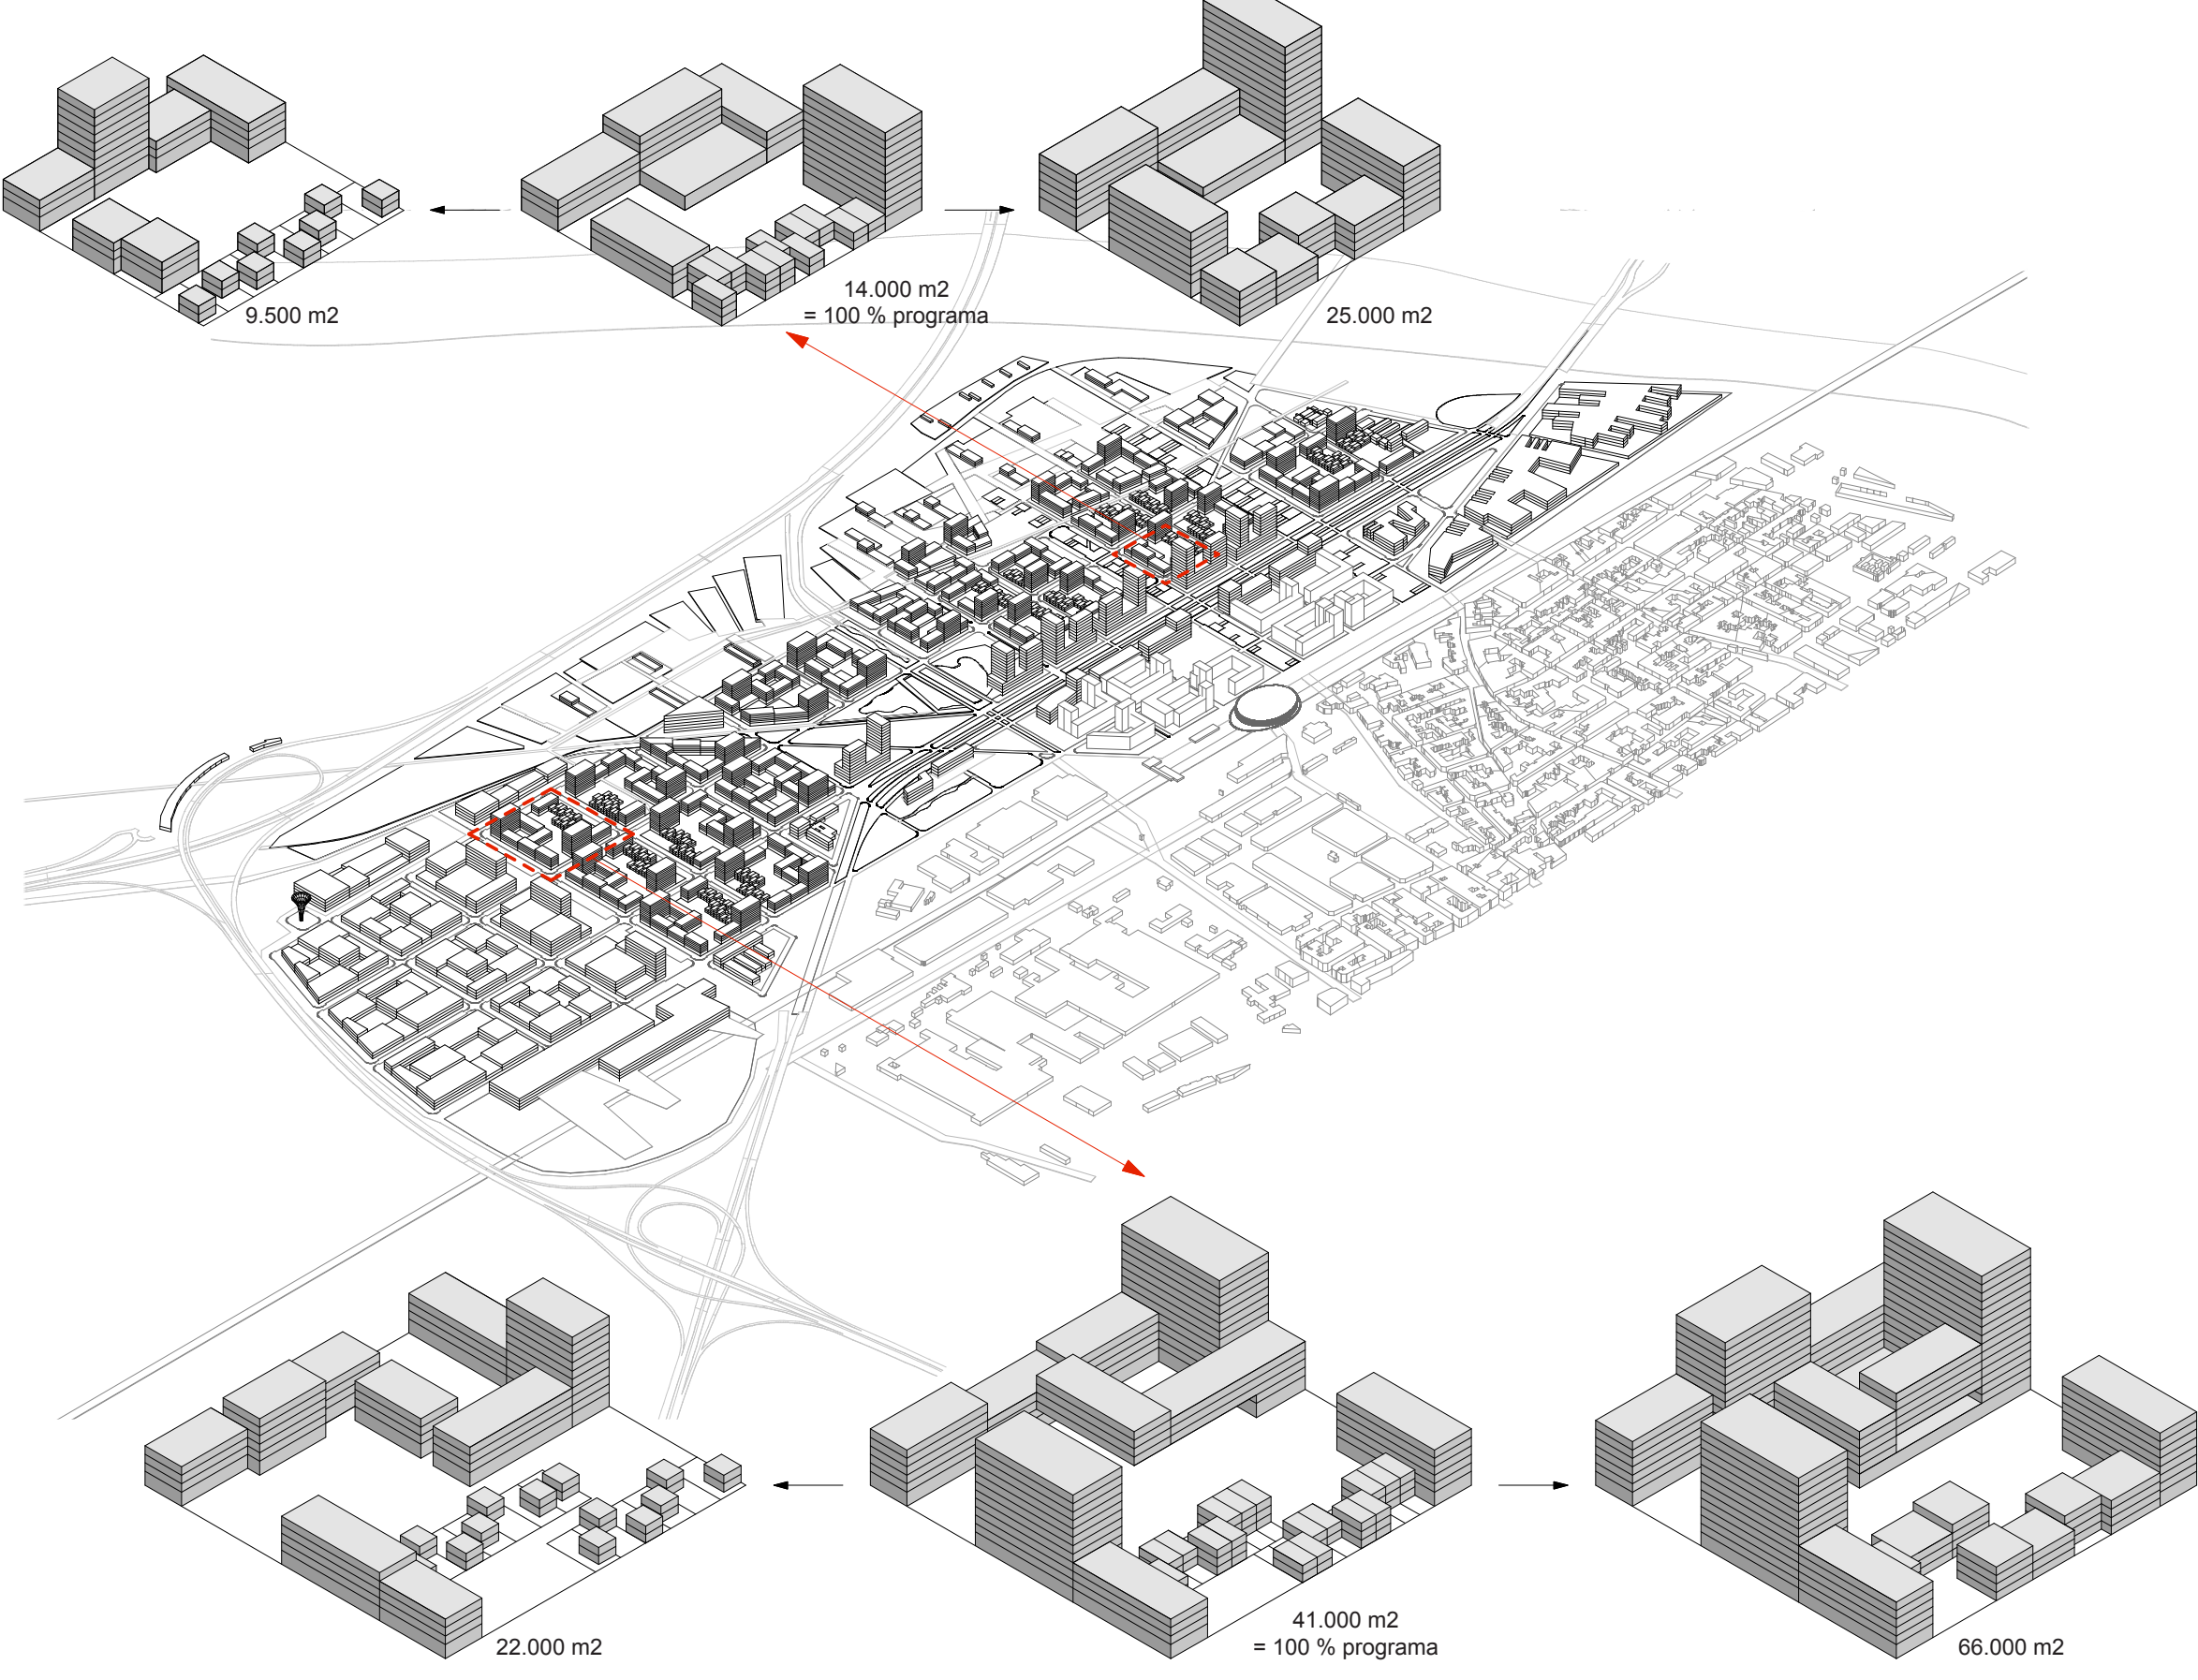 9.500 m2
14.000 m2
= 100 % programa
25.000 m2
22.000 m2
41.000 m2
= 100 % programa
66.000 m2